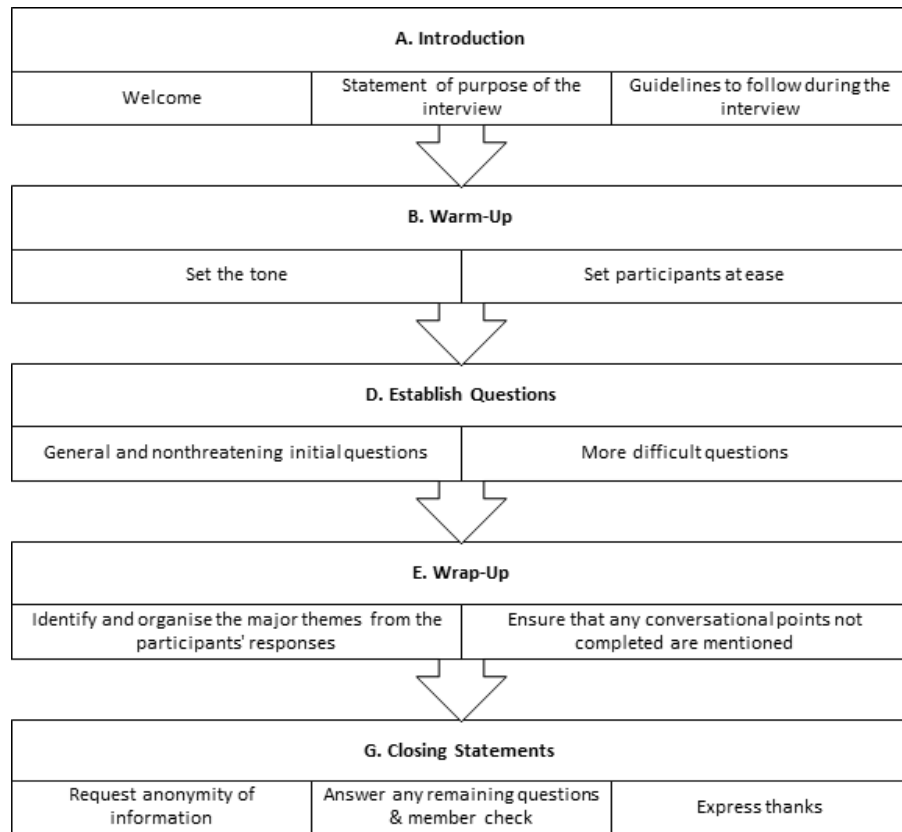 A. Introduction
Welcome
Statement of purpose of the
interview
Guidelines to follow during the
interview
B. Warm-Up
Set the tone
Set participants at ease
D. Establish Questions
General and nonthreatening initial questions
More difficult questions
E. Wrap-Up
Identify and organise the major themes from the
participants' responses
Ensure that any conversational points not
completed are mentioned
G. Closing Statements
Request anonymity of
information
Answer any remaining questions
& member check
Express thanks